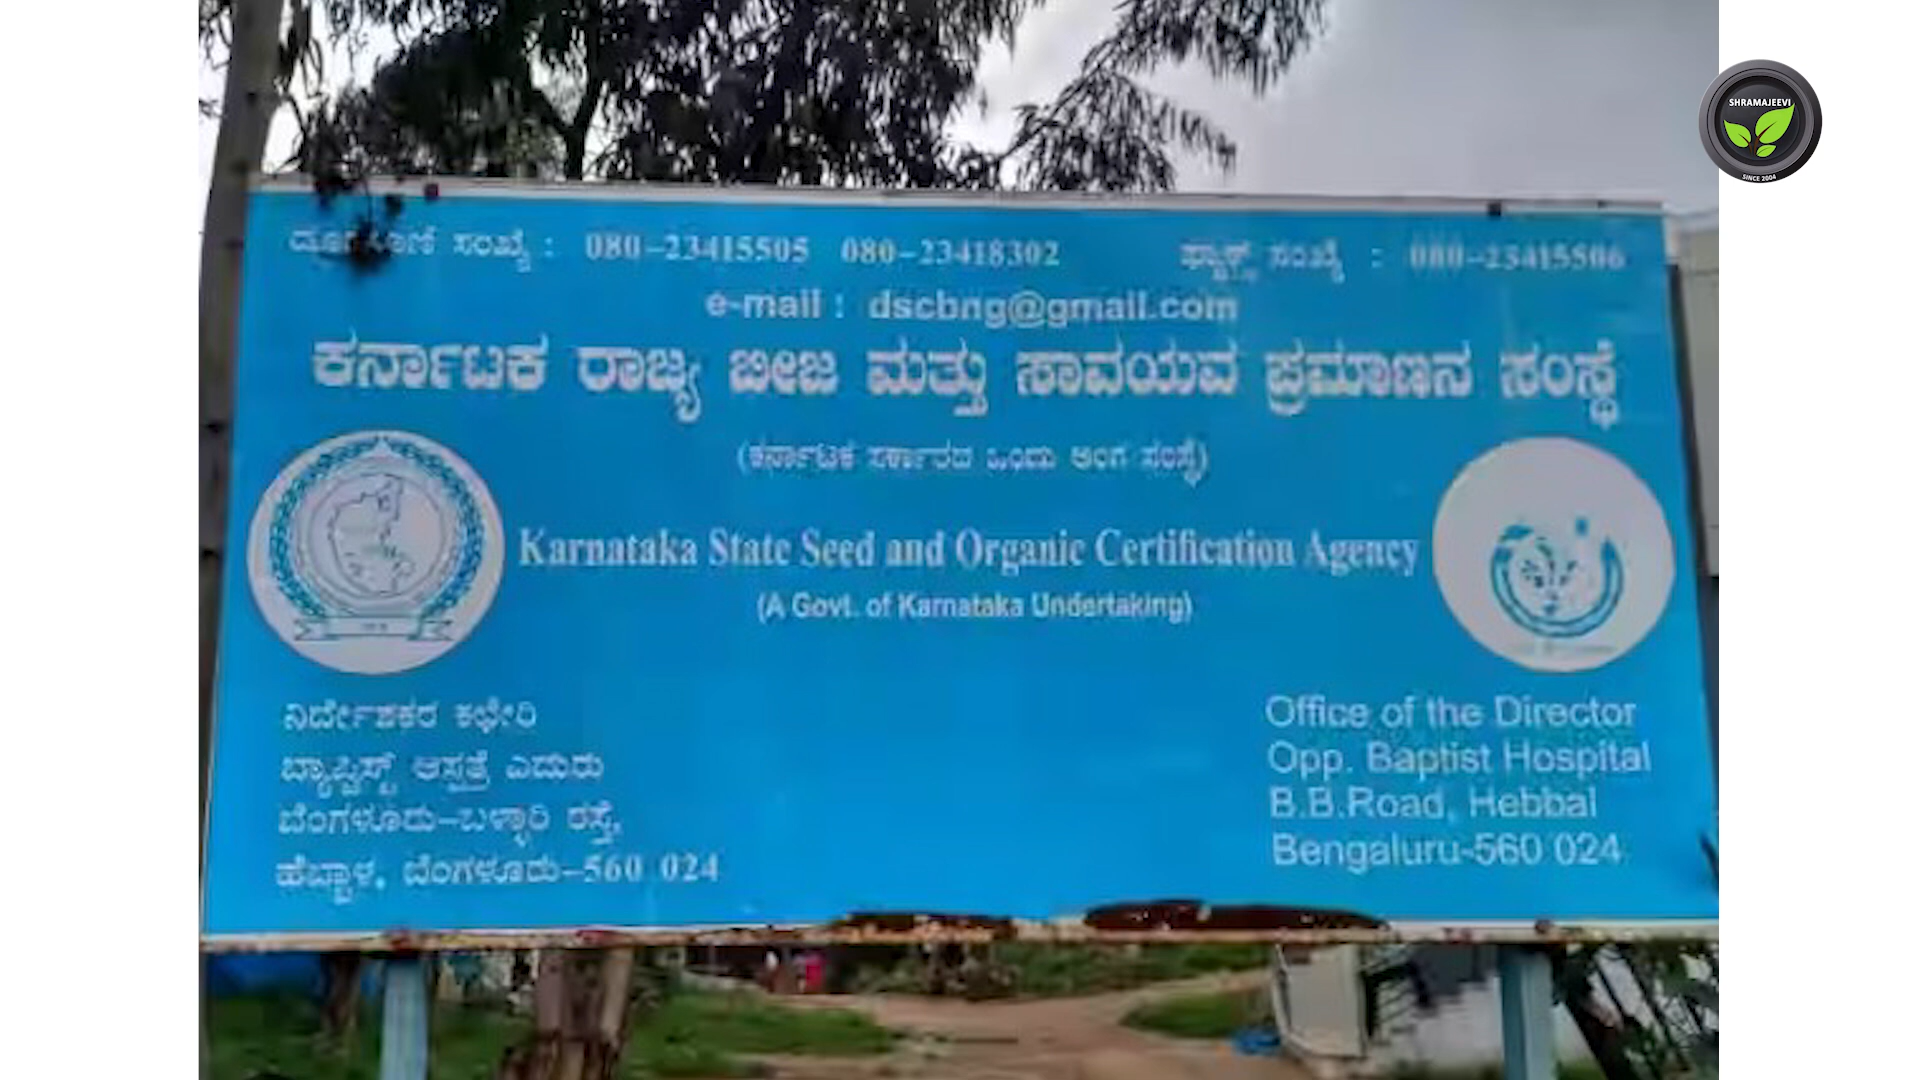 ದೂರವಾಣಿ ಸಂಖ್ಯೆ : 080-23415505 080-23418302 ಫ್ಯಾಕ್ಸ್ ಸಂಖ್ಯೆ : 080-23415506
e-mail : dscbng@gmail.com
ಕರ್ನಾಟಕ ರಾಜ್ಯ ಬೀಜ ಮತ್ತು ಸಾವಯವ ಪ್ರಮಾಣನ ಸಂಸ್ಥೆ
(ಕರ್ನಾಟಕ ಸರ್ಕಾರದ ಒಂದು ಅಂಗ ಸಂಸ್ಥೆ)
Karnataka State Seed and Organic Certification Agency
(A Govt. of Karnataka Undertaking)
ನಿರ್ದೇಶಕರ ಕಛೇರಿ
ಬ್ಯಾಪ್ಟಿಸ್ಟ್ ಆಸ್ಪತ್ರೆ ಎದುರು
ಬೆಂಗಳೂರು-ಬಳ್ಳಾರಿ ರಸ್ತೆ,
ಹೆಬ್ಬಾಳ, ಬೆಂಗಳೂರು-560 024
Office of the Director
Opp. Baptist Hospital
B.B.Road, Hebbal
Bengaluru-560 024
SHRAMAJEEVI
SINCE 2004